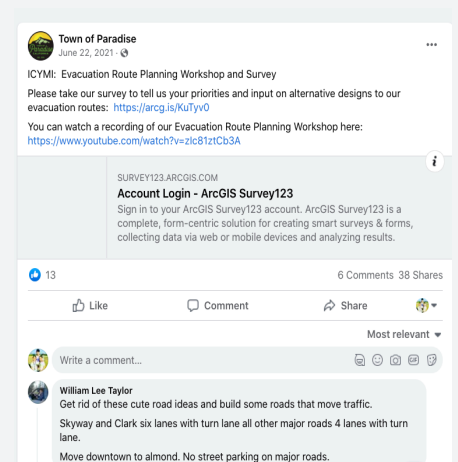 Town of Paradise
June 22, 2021 ·
ICYMI: Evacuation Route Planning Workshop and Survey
Please take our survey to tell us your priorities and input on alternative designs to our
evacuation routes: https://arcg.is/KuTyv0
You can watch a recording of our Evacuation Route Planning Workshop here:
https://www.youtube.com/watch?v=zlc81ztCb3A
i
SURVEY123.ARCGIS.COM
Account Login - ArcGIS Survey123
Sign in to your ArcGIS Survey123 account. ArcGIS Survey123 is a
complete, form-centric solution for creating smart surveys & forms,
collecting data via web or mobile devices and analyzing results.
13 6 Comments 38 Shares
Like Comment Share
Most relevant
Write a comment... GIF
William Lee Taylor
Get rid of these cute road ideas and build some roads that move traffic.
Skyway and Clark six lanes with turn lane all other major roads 4 lanes with turn
lane.
Move downtown to almond. No street parking on major roads.